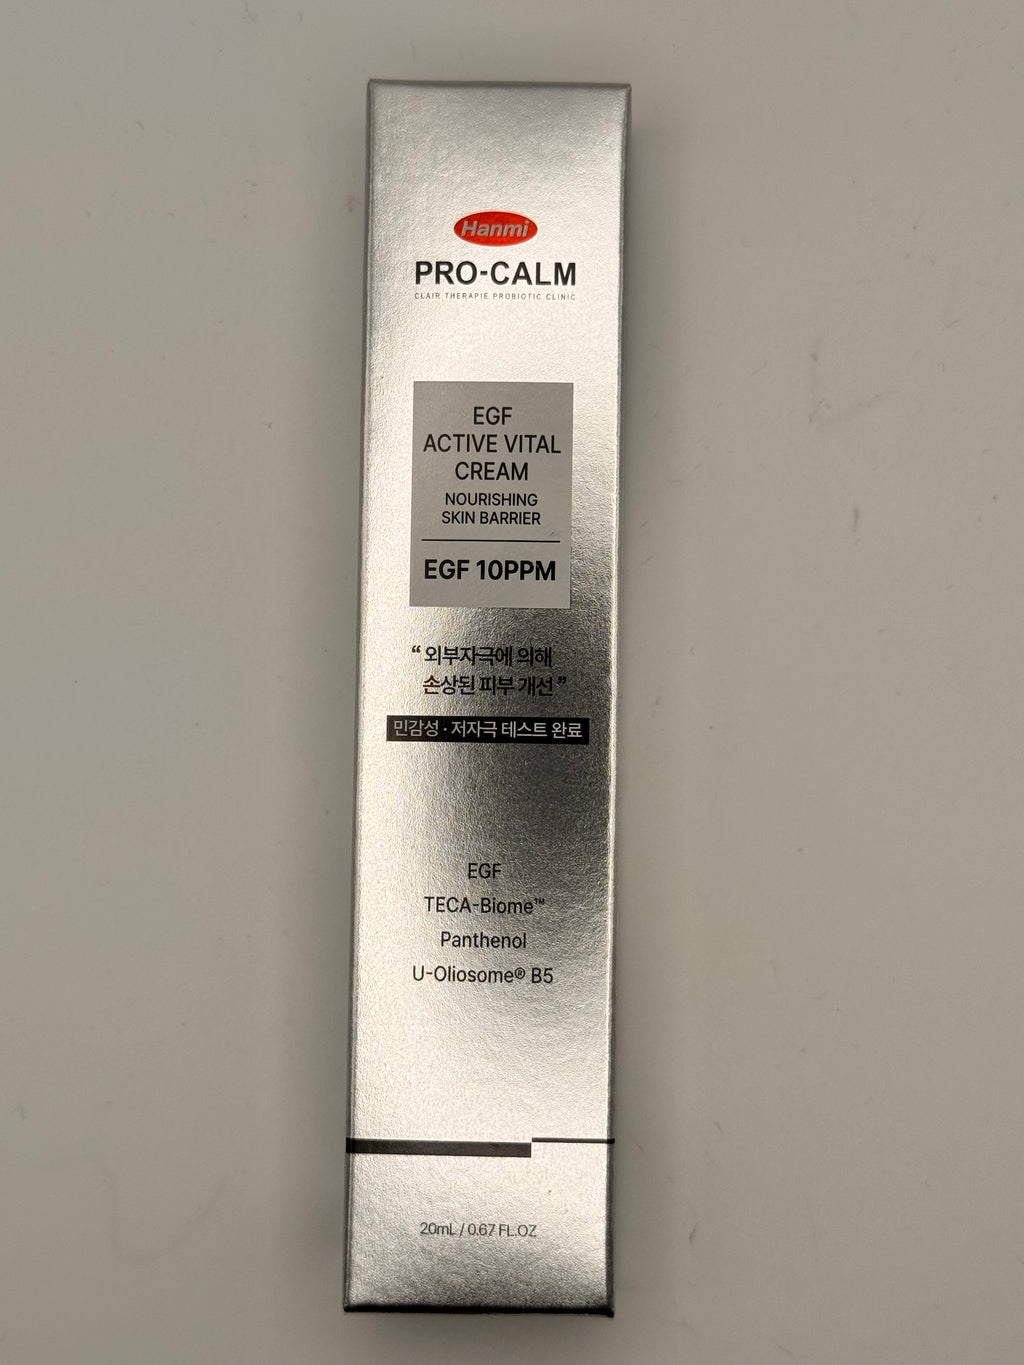 Hanmi
PRO-CALM
CLAIR THERAPIE PROBIOTIC CLINIC
EGF
ACTIVE VITAL
CREAM
NOURISHING
SKIN BARRIER
EGF 10PPM
“ 외부자극에 의해
손상된 피부 개선 ”
민감성 · 저자극 테스트 완료
EGF
TECA-Biome™
Panthenol
U-Oliosome® B5
20mL / 0.67 FL.OZ